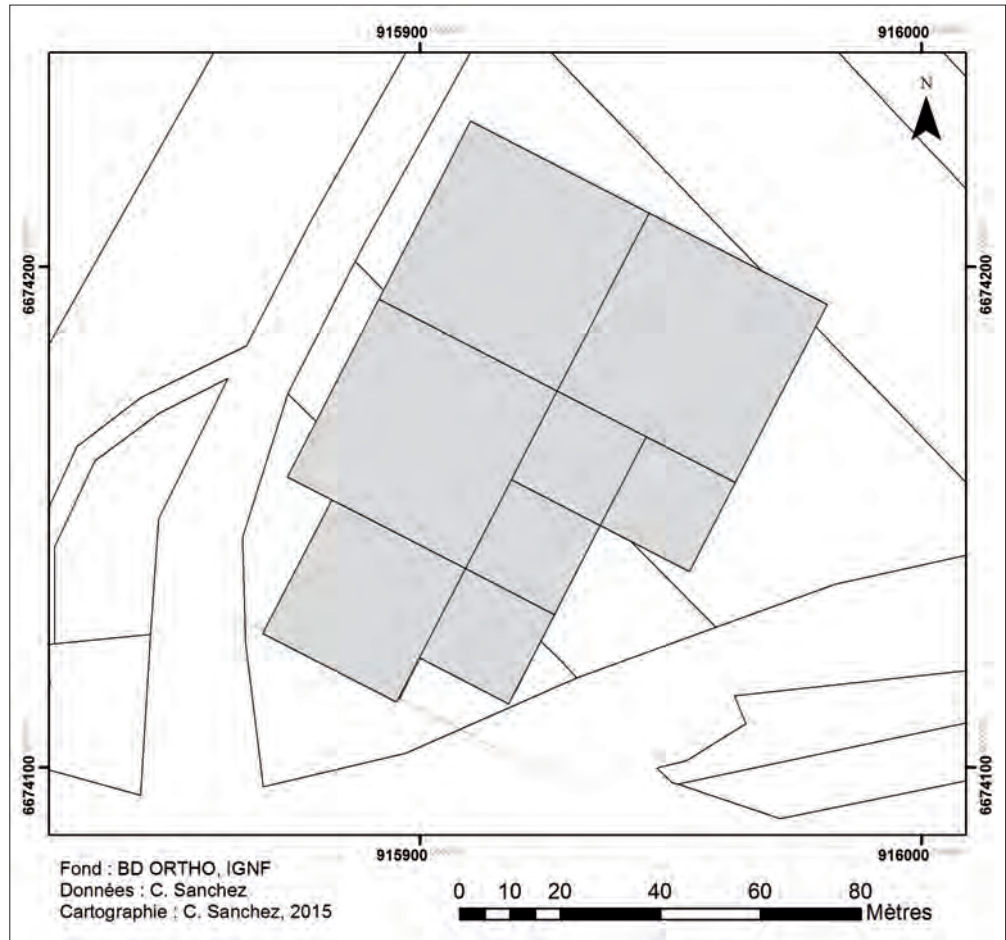 915900 916000
N
6674200 6674200
6674100 6674100
915900 916000
Fond : BD ORTHO, IGNF
Données : C. Sanchez
Cartographie : C. Sanchez, 2015
0 10 20 40 60 80
Mètres